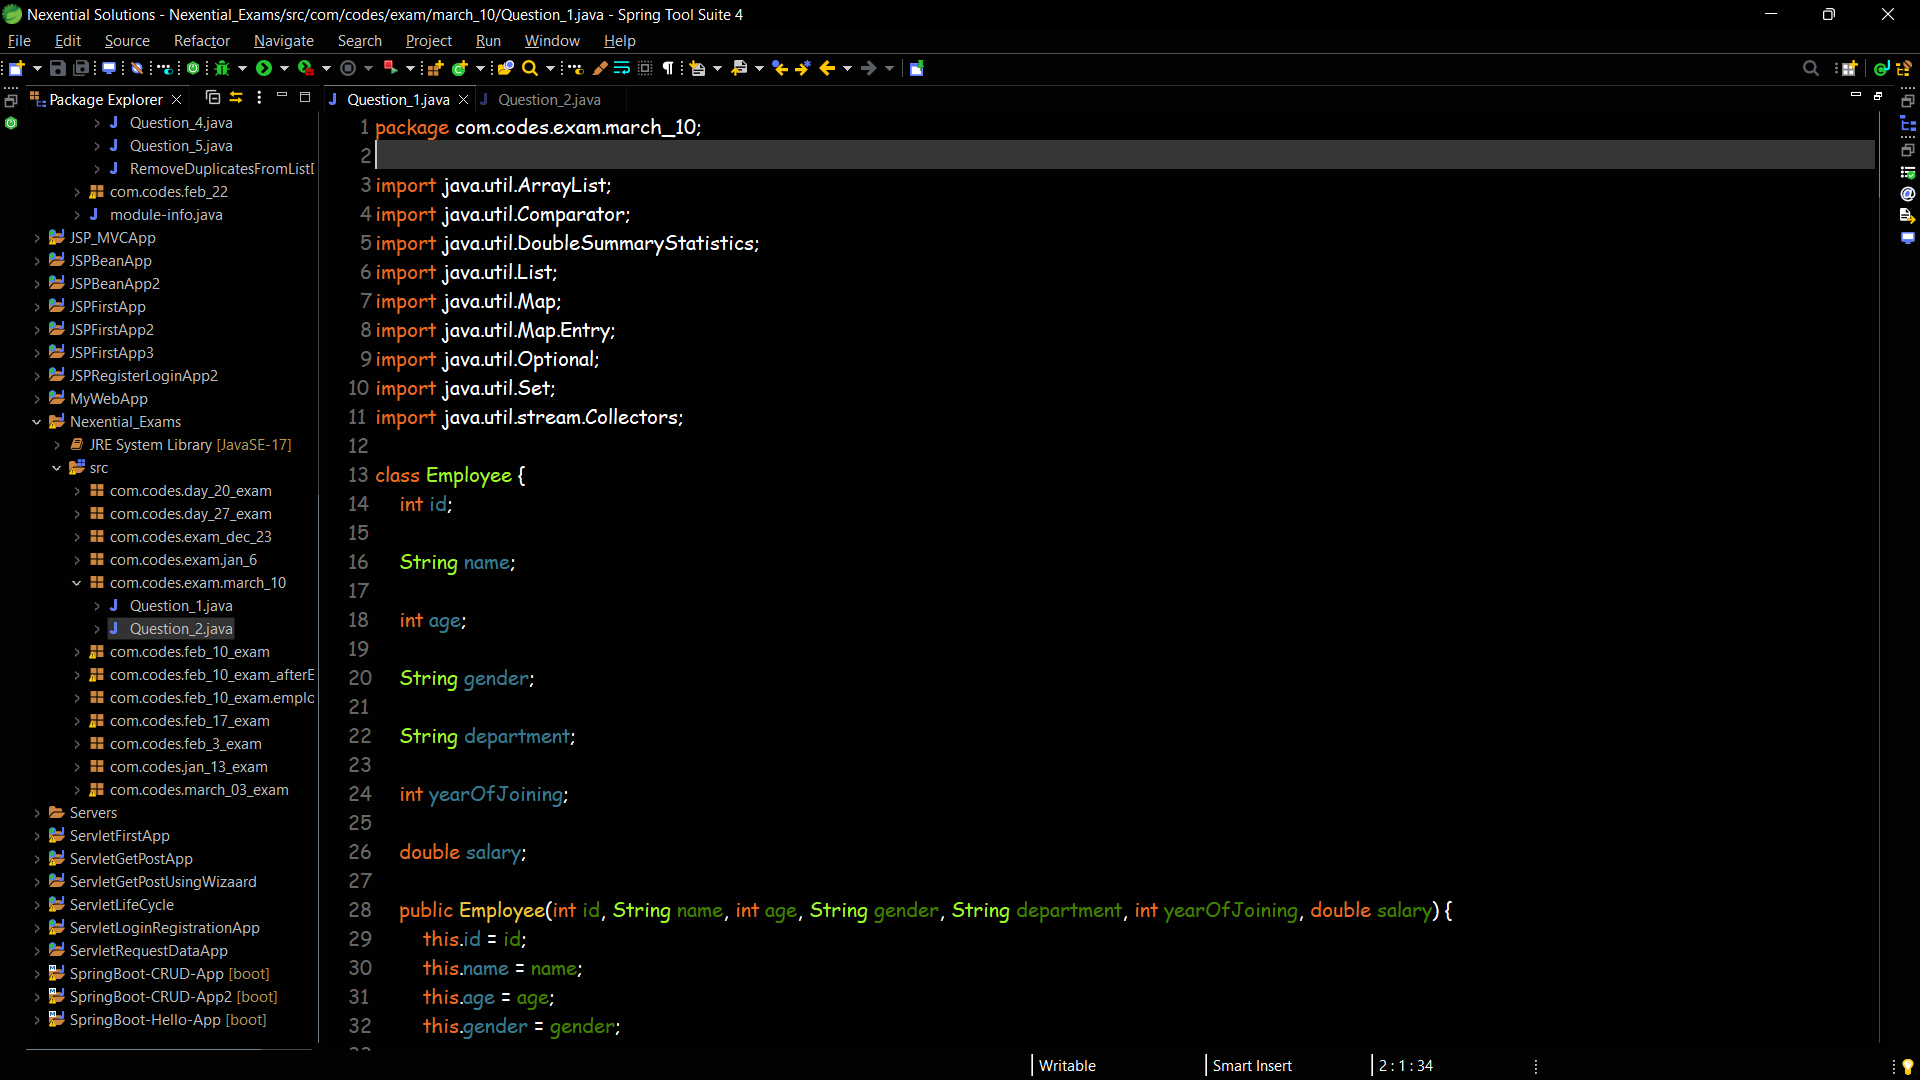 Nexential Solutions - Nexential_Exams/src/com/codes/exam/march_10/Question_1.java - Spring Tool Suite 4
File Edit Source Refactor Navigate Search Project Run Window Help
Package Explorer
Question_4.java
Question_5.java
RemoveDuplicatesFromList
com.codes.feb_22
module-info.java
JSP_MVCApp
JSPBeanApp
JSPBeanApp2
JSPFirstApp
JSPFirstApp2
JSPFirstApp3
JSPRegisterLoginApp2
MyWebApp
Nexential_Exams
JRE System Library [JavaSE-17]
src
com.codes.day_20_exam
com.codes.day_27_exam
com.codes.exam_dec_23
com.codes.exam.jan_6
com.codes.exam.march_10
Question_1.java
Question_2.java
com.codes.feb_10_exam
com.codes.feb_10_exam_afterE
com.codes.feb_10_exam.emplo
com.codes.feb_17_exam
com.codes.feb_3_exam
com.codes.jan_13_exam
com.codes.march_03_exam
Servers
ServletFirstApp
ServletGetPostApp
ServletGetPostUsingWizaard
ServletLifeCycle
ServletLoginRegistrationApp
ServletRequestDataApp
SpringBoot-CRUD-App [boot]
SpringBoot-CRUD-App2 [boot]
SpringBoot-Hello-App [boot]
Question_1.java Question_2.java
1 package com.codes.exam.march_10;
2
3 import java.util.ArrayList;
4 import java.util.Comparator;
5 import java.util.DoubleSummaryStatistics;
6 import java.util.List;
7 import java.util.Map;
8 import java.util.Map.Entry;
9 import java.util.Optional;
10 import java.util.Set;
11 import java.util.stream.Collectors;
12
13 class Employee {
14 int id;
15
16 String name;
17
18 int age;
19
20 String gender;
21
22 String department;
23
24 int yearOfJoining;
25
26 double salary;
27
28 public Employee(int id, String name, int age, String gender, String department, int yearOfJoining, double salary) {
29 this.id = id;
30 this.name = name;
31 this.age = age;
32 this.gender = gender;
Writable Smart Insert 2 : 1 : 34